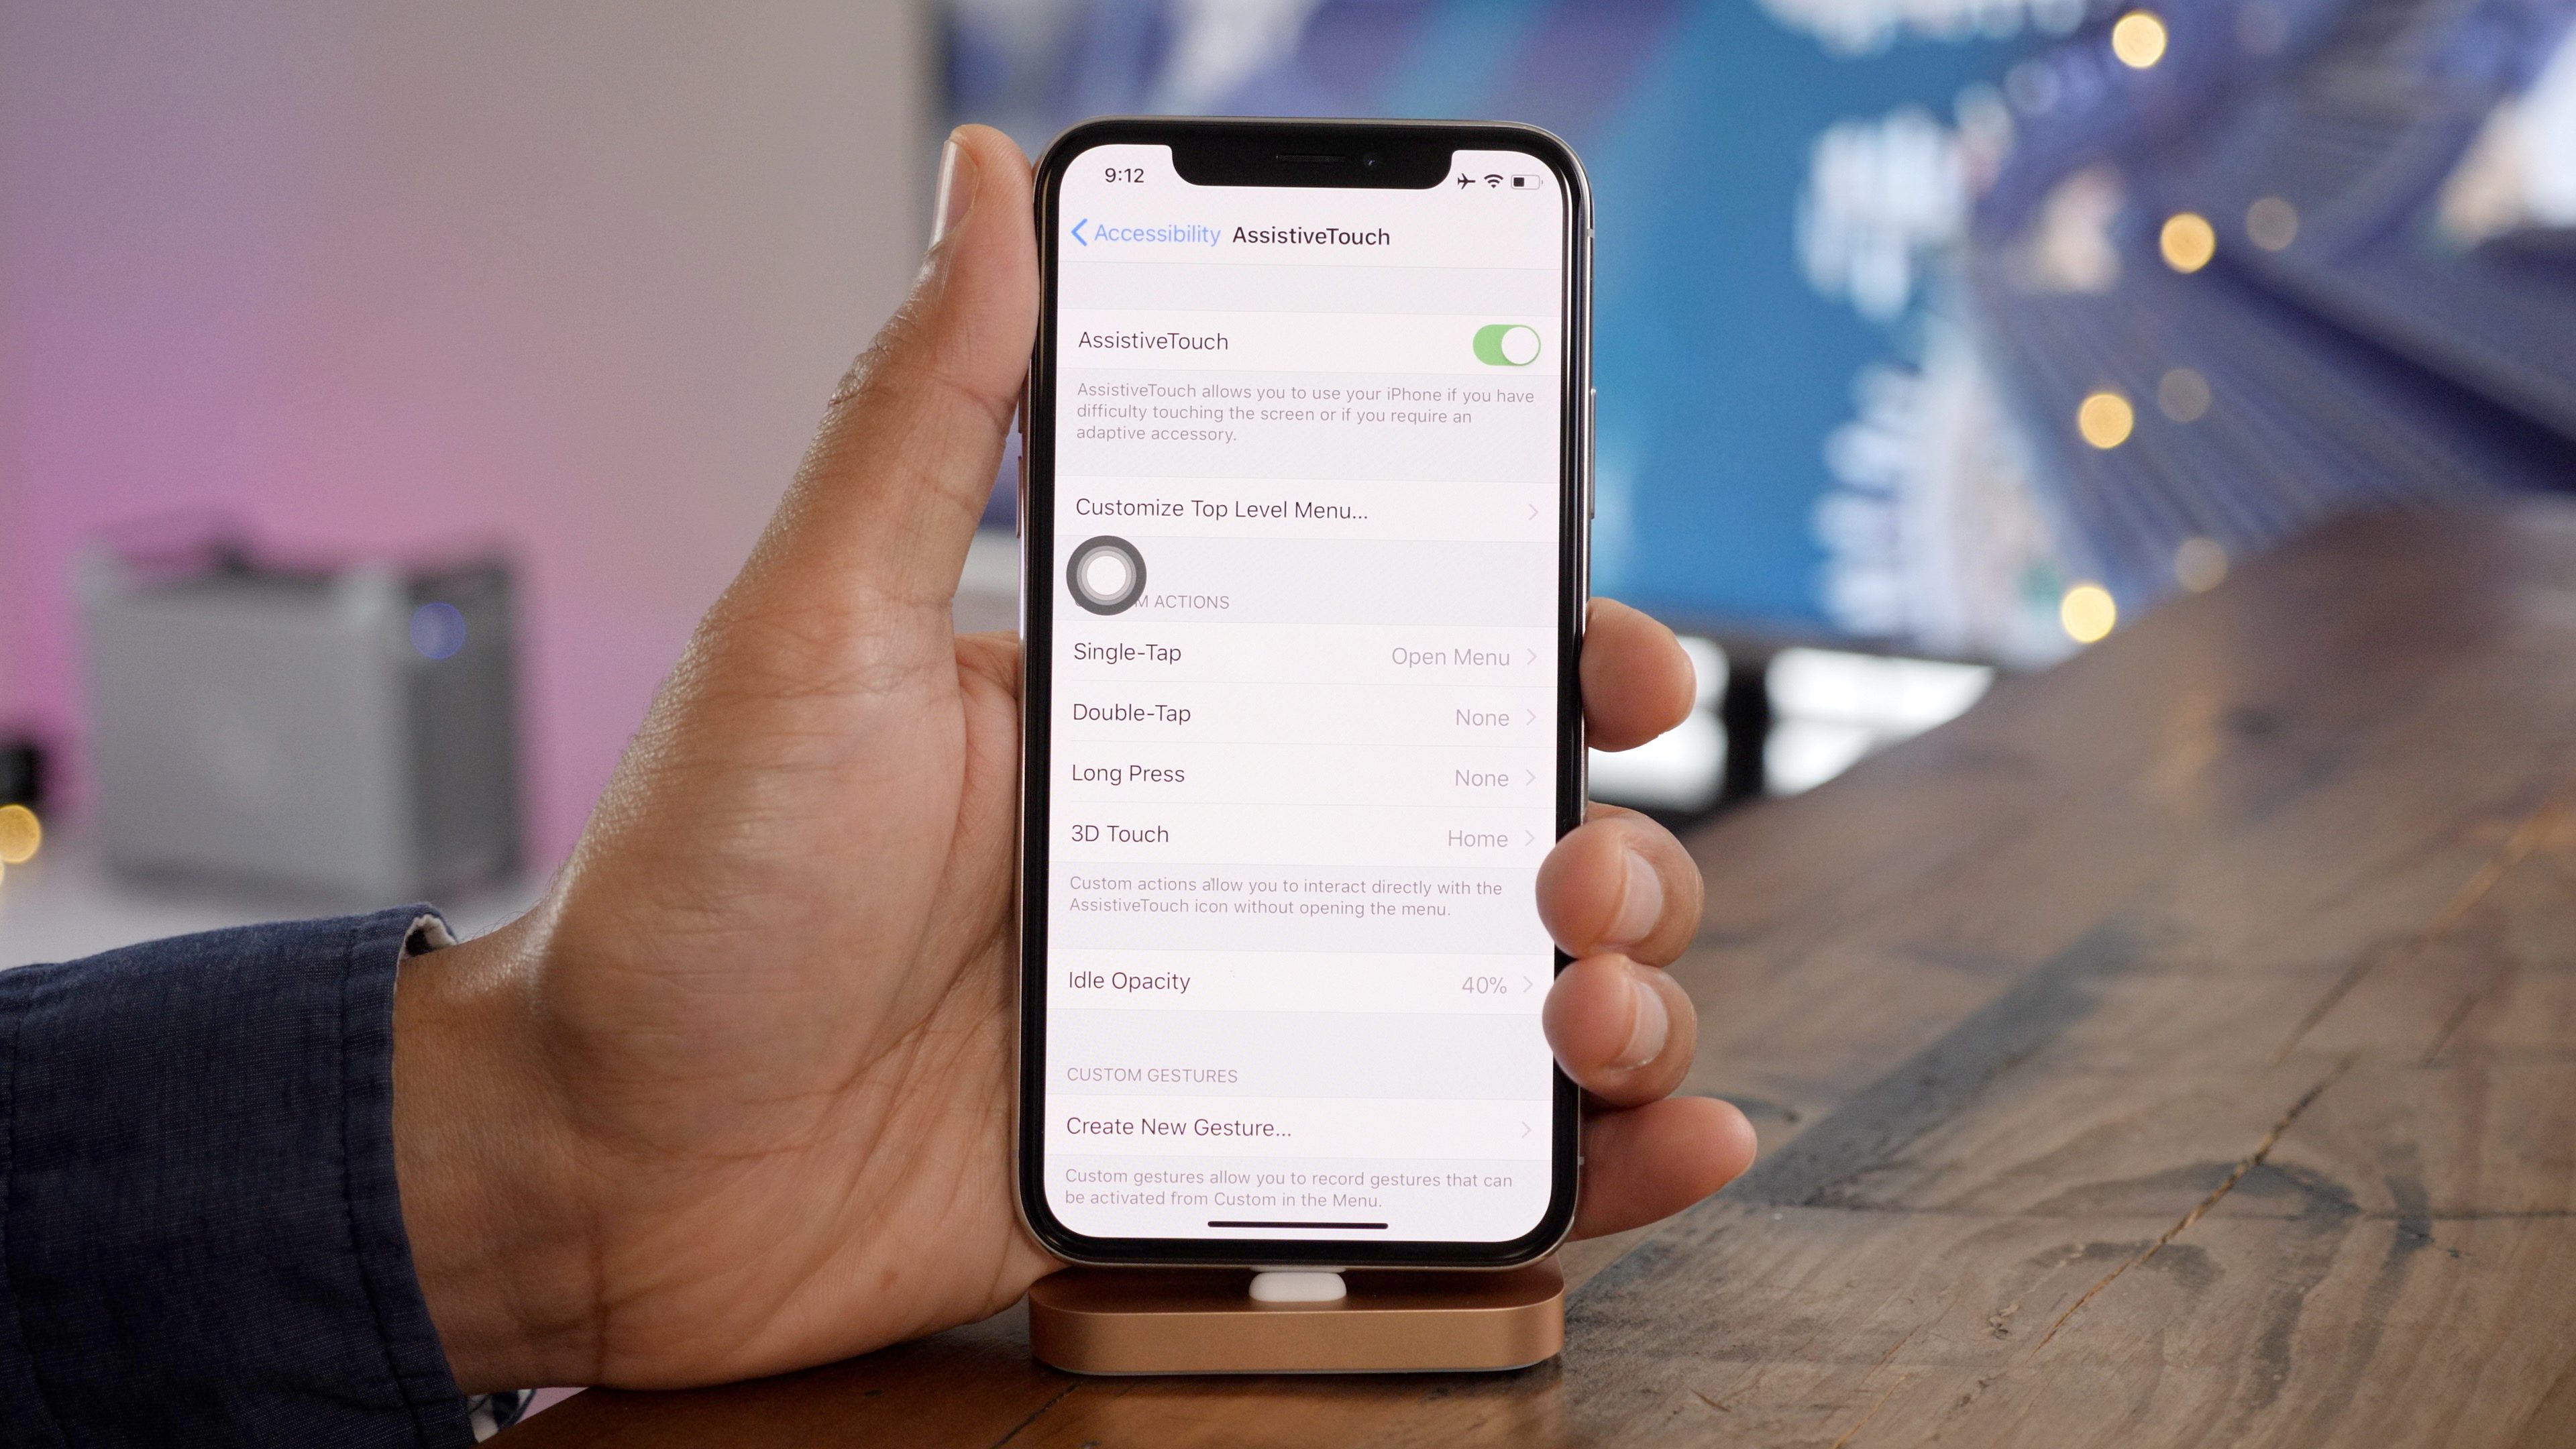 9:12
Accessibility AssistiveTouch
AssistiveTouch
AssistiveTouch allows you to use your iPhone if you have
difficulty touching the screen or if you require an
adaptive accessory.
Customize Top Level Menu...
ACTIONS
Single-Tap Open Menu
Double-Tap None
Long Press None
3D Touch Home
Custom actions allow you to interact directly with the
AssistiveTouch icon without opening the menu.
Idle Opacity 40%
CUSTOM GESTURES
Create New Gesture...
Custom gestures allow you to record gestures that can
be activated from Custom in the Menu.